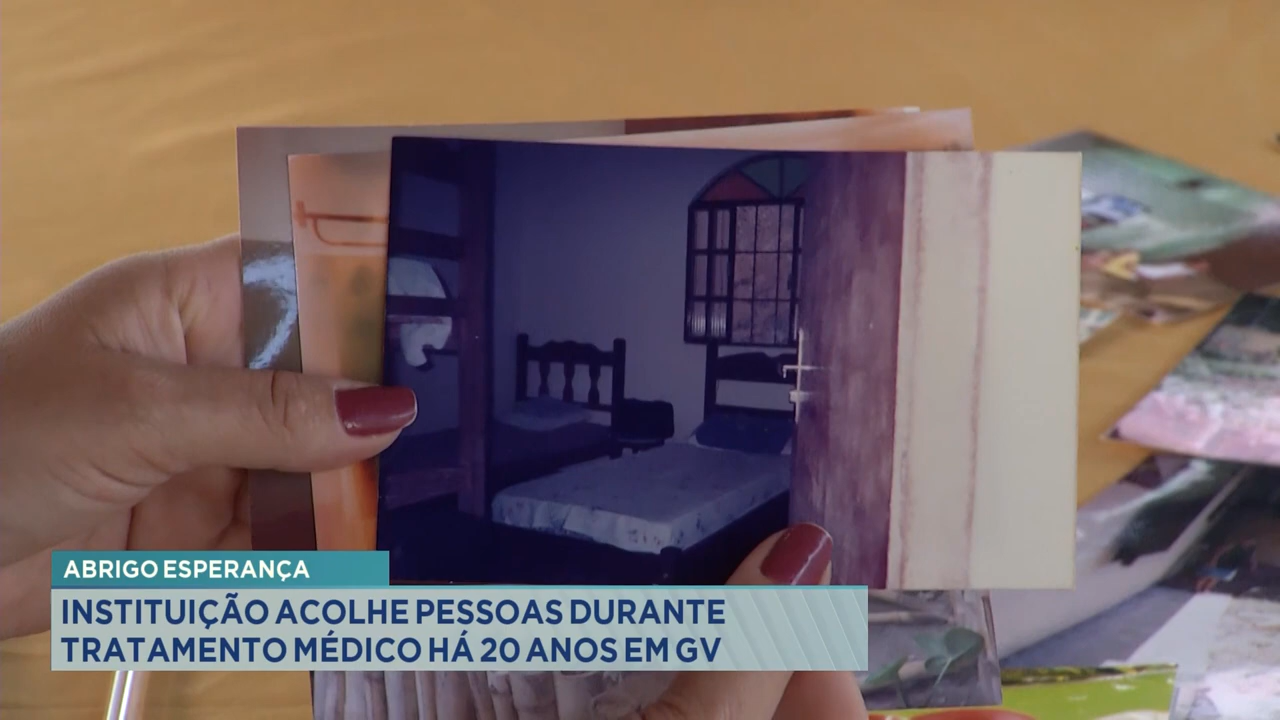 ABRIGO ESPERANÇA
INSTITUIÇÃO ACOLHE PESSOAS DURANTE
TRATAMENTO MÉDICO HÁ 20 ANOS EM GV